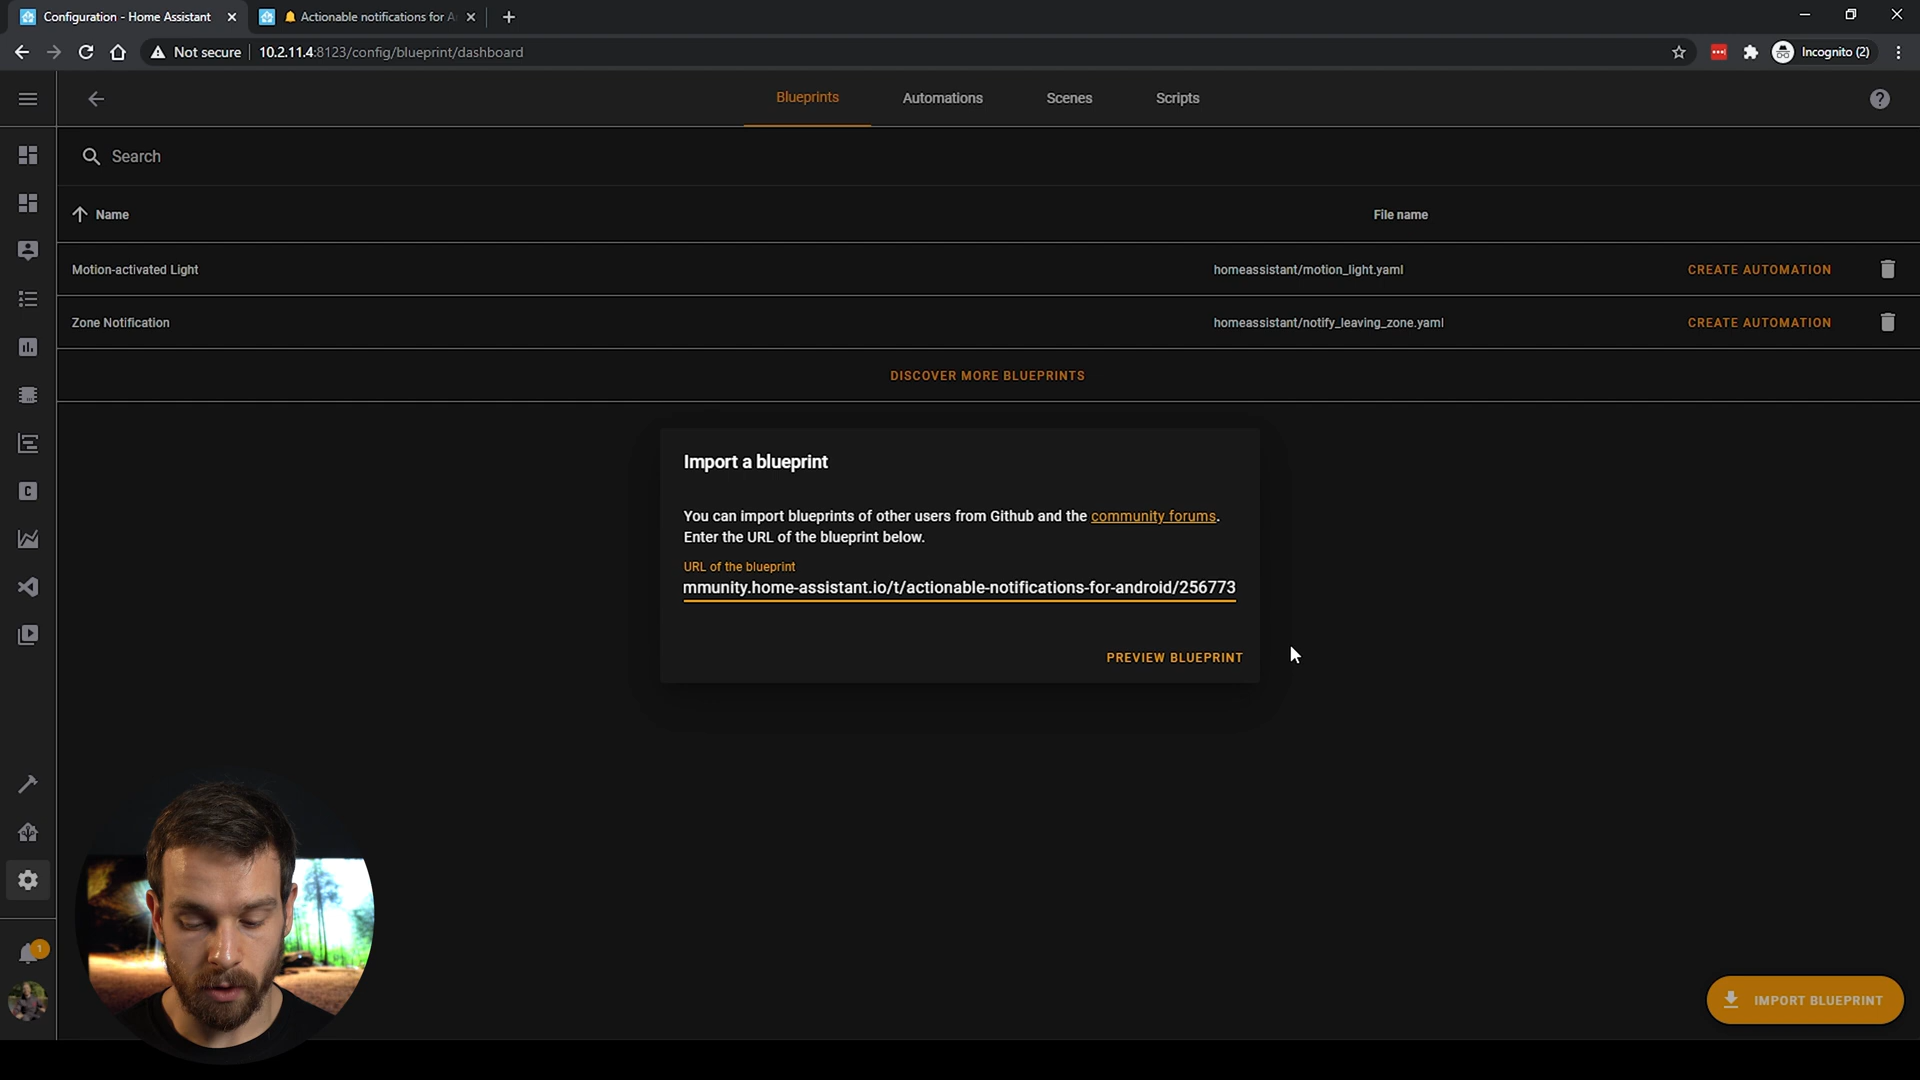 Configuration - Home Assistant
Actionable notifications for A
Not secure
10.2.11.4:8123/config/blueprint/dashboard
Incognito (2)
Blueprints
Automations
Scenes
Scripts
Search
Name
File name
Motion-activated Light
homeassistant/motion_light.yaml
CREATE AUTOMATION
Zone Notification
homeassistant/notify_leaving_zone.yaml
CREATE AUTOMATION
DISCOVER MORE BLUEPRINTS
Import a blueprint
You can import blueprints of other users from Github and the community forums.
Enter the URL of the blueprint below.
URL of the blueprint
mmunity.home-assistant.io/t/actionable-notifications-for-android/256773
PREVIEW BLUEPRINT
C
1
IMPORT BLUEPRINT